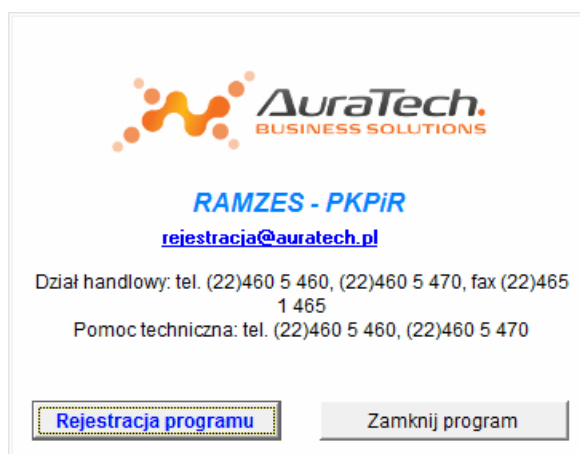 AuraTech.
BUSINESS SOLUTIONS
RAMZES - PKPiR
rejestracja@auratech.pl
Dział handlowy: tel. (22)460 5 460, (22)460 5 470, fax (22)465
1 465
Pomoc techniczna: tel. (22)460 5 460, (22)460 5 470
Rejestracja programu
Zamknij program